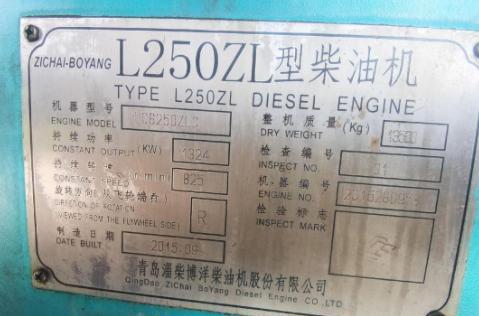 ZICHAI-BOYANG L250ZL型柴油机
TYPE L250ZL DIESEL ENGINE
机器型号
ENGINE MODEL
整机质量(Kg)
DRY WEIGHT
持续功率
CONSTANT OUTPUT (KW) 1324
检查编号
INSPECT NO. 01
持续转速 (r/min) 825
CONSTANT SPEED
机器编号
ENGINE NO.
旋转方向(从飞轮端看)
DIRECTION OF ROTATION R
(VIEWED FROM THE FLYWHEEL SIDE)
检验标志
INSPECT MARK
制造日期
DATE BUILT 2015.09
青岛淄柴博洋柴油机股份有限公司
QingDao ZiChai BoYang Diesel Engine CO.,LTD